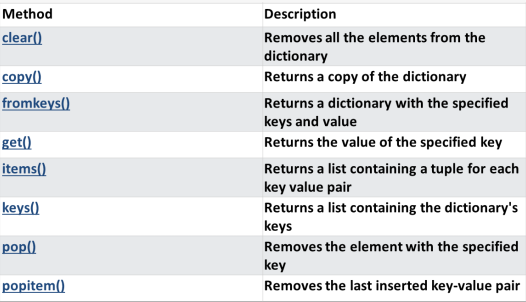 Method Description
clear() Removes all the elements from the
dictionary
copy() Returns a copy of the dictionary
fromkeys() Returns a dictionary with the specified
keys and value
get() Returns the value of the specified key
items() Returns a list containing a tuple for each
key value pair
keys() Returns a list containing the dictionary's
keys
pop() Removes the element with the specified
key
popitem() Removes the last inserted key-value pair